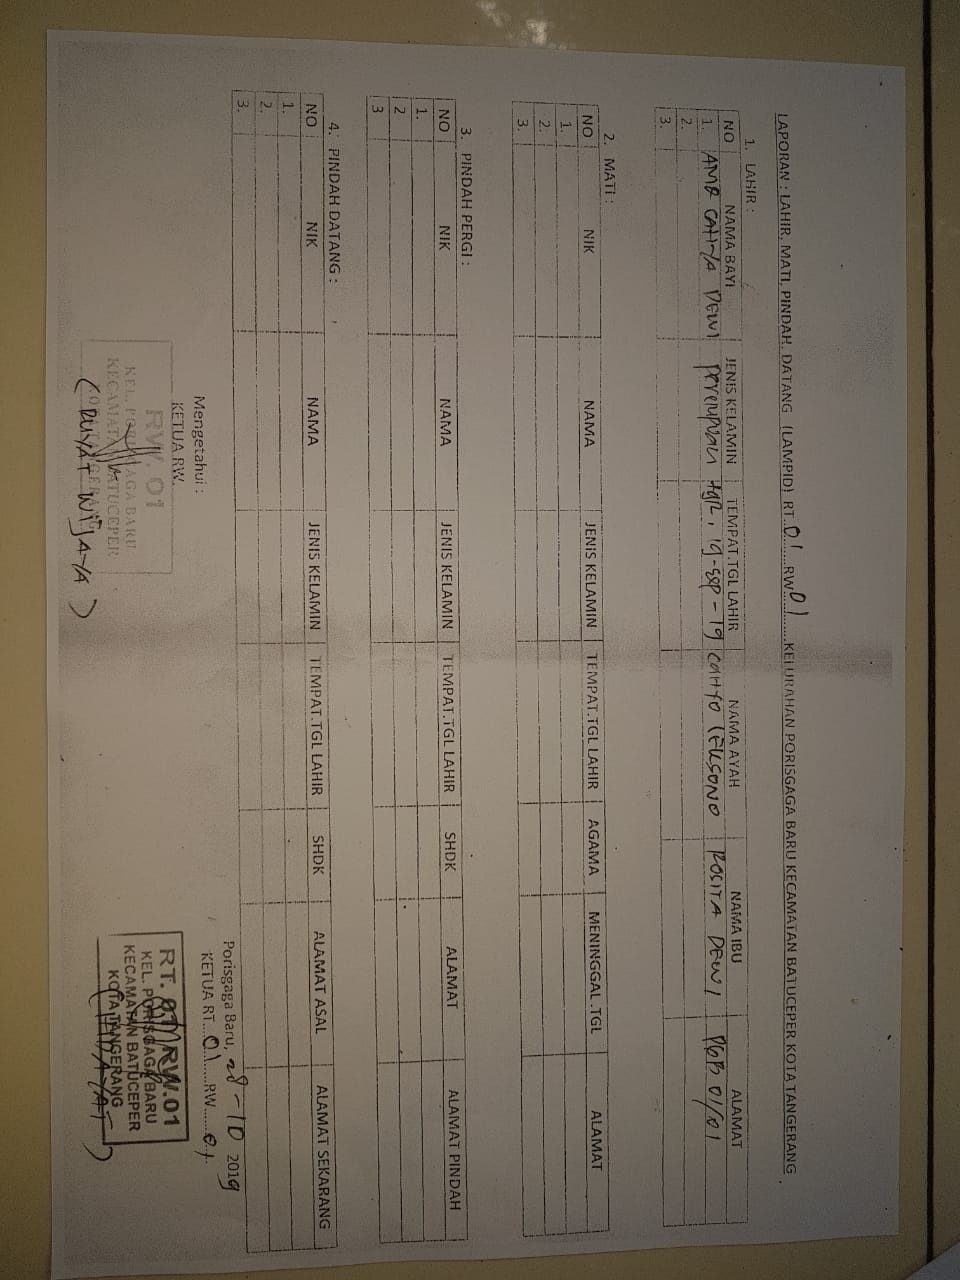 LAPORAN : LAHIR, MATI, PINDAH. DATANG (LAMPID) RT..01......RW.01.......KELURAHAN PORISGAGA BARU KECAMATAN BATUCEPER KOTA TANGERANG
1. LAHIR :
NO NAMA BAYI JENIS KELAMIN TEMPAT.TGL LAHIR NAMA AYAH NAMA IBU ALAMAT
1. CAHYA DEWI perempuan 19-sep-19 ROSITA DEWI PGB 01/01
2.
3.
2. MATI :
NO NIK NAMA JENIS KELAMIN TEMPAT.TGL LAHIR AGAMA MENINGGAL .TGL ALAMAT
1.
2.
3.
3. PINDAH PERGI :
NO NIK NAMA JENIS KELAMIN TEMPAT.TGL LAHIR SHDK ALAMAT ALAMAT PINDAH
1.
2
3
4. PINDAH DATANG :
NO NIK NAMA JENIS KELAMIN TEMPAT.TGL LAHIR SHDK ALAMAT ASAL ALAMAT SEKARANG
1.
2.
3.
Porisgaga Baru, 28-10 2019
Mengetahui :
KETUA RW.
KETUA RT...01......RW......01.
RW. 01
KEL. PORISGAGA BARU
KECAMATAN BATUCEPER
(RUYAT WIJAYA)
RT. 01/RW.01
KEL. PORISGAGA BARU
KECAMATAN BATUCEPER
KOTA TANGERANG